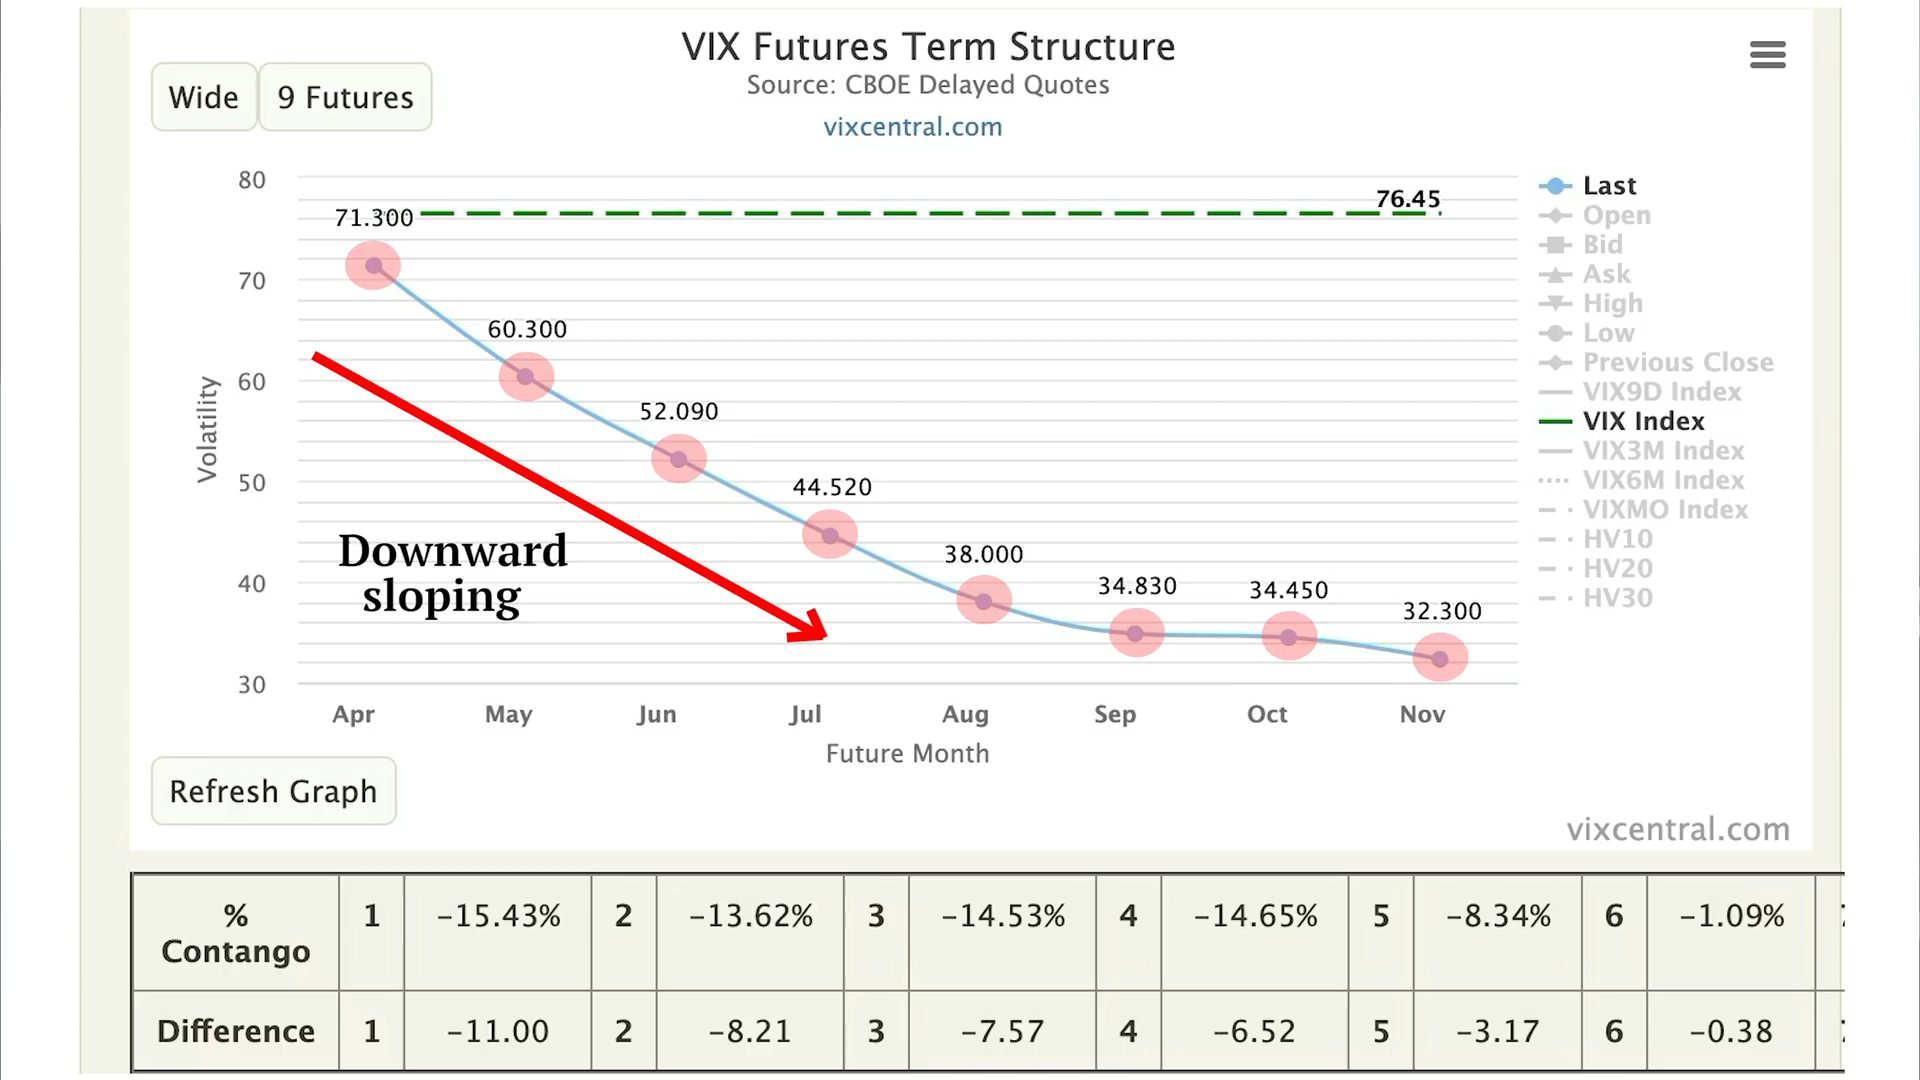 VIX Futures Term Structure
Source: CBOE Delayed Quotes
vixcentral.com
Wide
9 Futures
80
70
60
50
40
30
Volatility
71.300
60.300
52.090
44.520
38.000
34.830
34.450
32.300
76.45
Downward
sloping
Apr May Jun Jul Aug Sep Oct Nov
Future Month
Last
Open
Bid
Ask
High
Low
Previous Close
VIX9D Index
VIX Index
VIX3M Index
VIX6M Index
VIXMO Index
HV10
HV20
HV30
Refresh Graph
vixcentral.com
% Contango 1 -15.43% 2 -13.62% 3 -14.53% 4 -14.65% 5 -8.34% 6 -1.09%
Difference 1 -11.00 2 -8.21 3 -7.57 4 -6.52 5 -3.17 6 -0.38